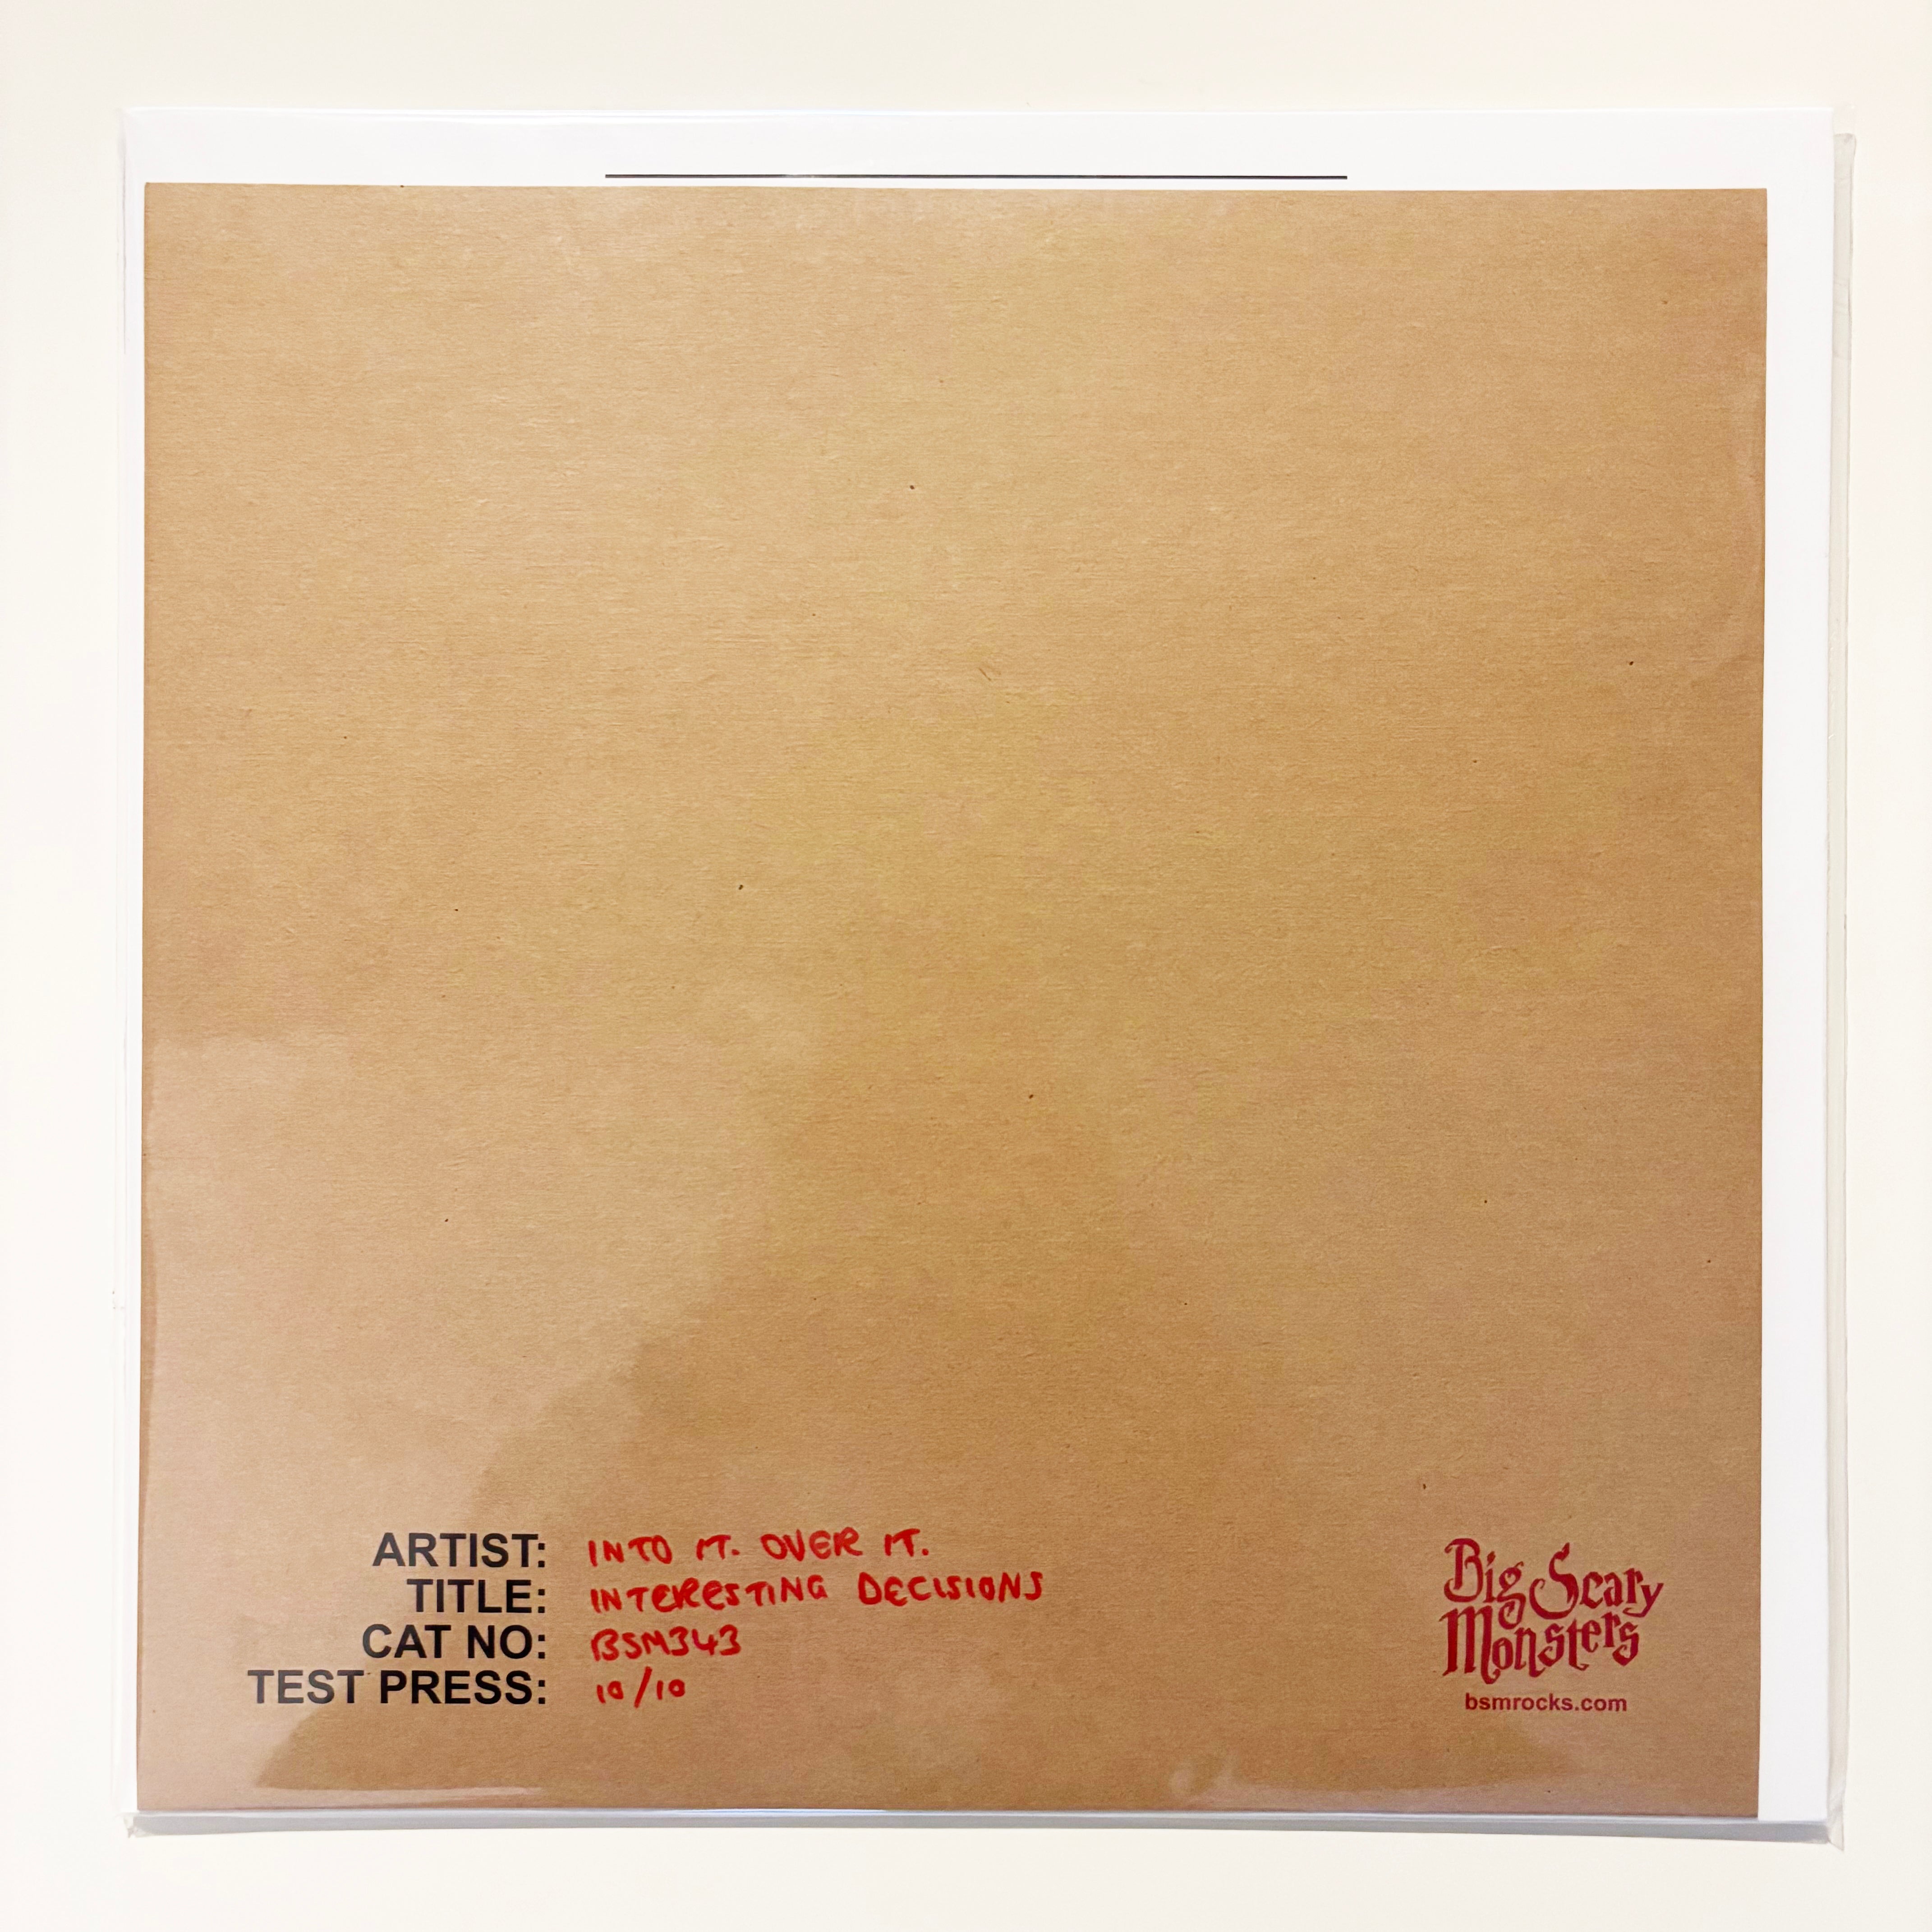 ARTIST: INTO IT. OVER IT.
TITLE: INTERESTING DECISIONS
CAT NO: BSM343
TEST PRESS: 10/10
Big Scary
Monsters
bsmrocks.com